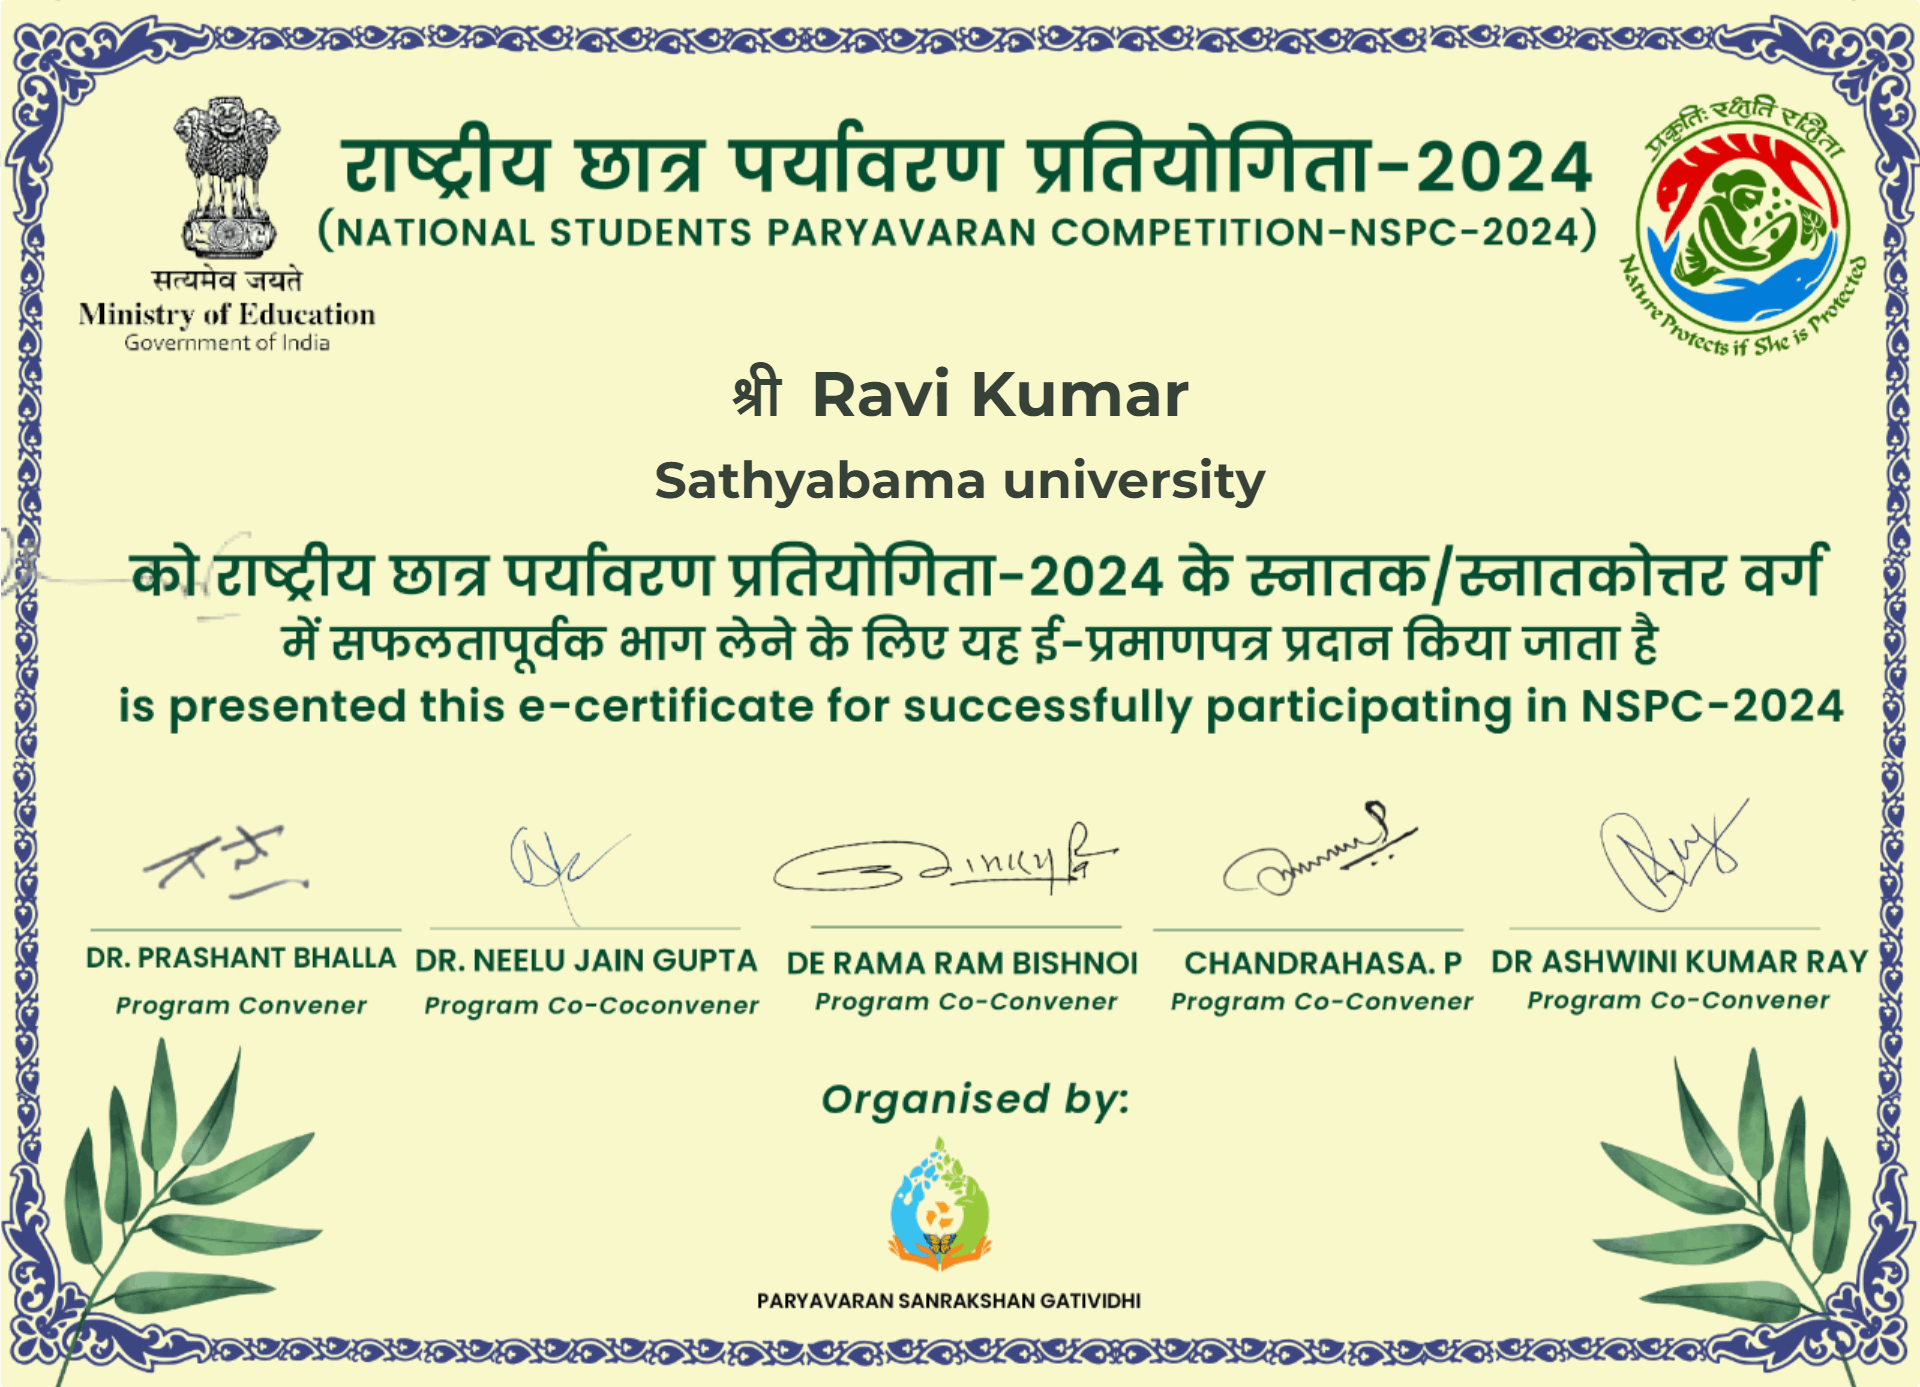 राष्ट्रीय छात्र पर्यावरण प्रतियोगिता-2024
(NATIONAL STUDENTS PARYAVARAN COMPETITION-NSPC-2024)
सत्यमेव जयते
Ministry of Education
Government of India
प्रकृतिः रक्षति रक्षिता
Nature Protects if She is Protected
श्री Ravi Kumar
Sathyabama university
को राष्ट्रीय छात्र पर्यावरण प्रतियोगिता-2024 के स्नातक/स्नातकोत्तर वर्ग
में सफलतापूर्वक भाग लेने के लिए यह ई-प्रमाणपत्र प्रदान किया जाता है
is presented this e-certificate for successfully participating in NSPC-2024
DR. PRASHANT BHALLA DR. NEELU JAIN GUPTA DE RAMA RAM BISHNOI CHANDRAHASA. P DR ASHWINI KUMAR RAY
Program Convener Program Co-Coconvener Program Co-Convener Program Co-Convener Program Co-Convener
Organised by:
PARYAVARAN SANRAKSHAN GATIVIDHI